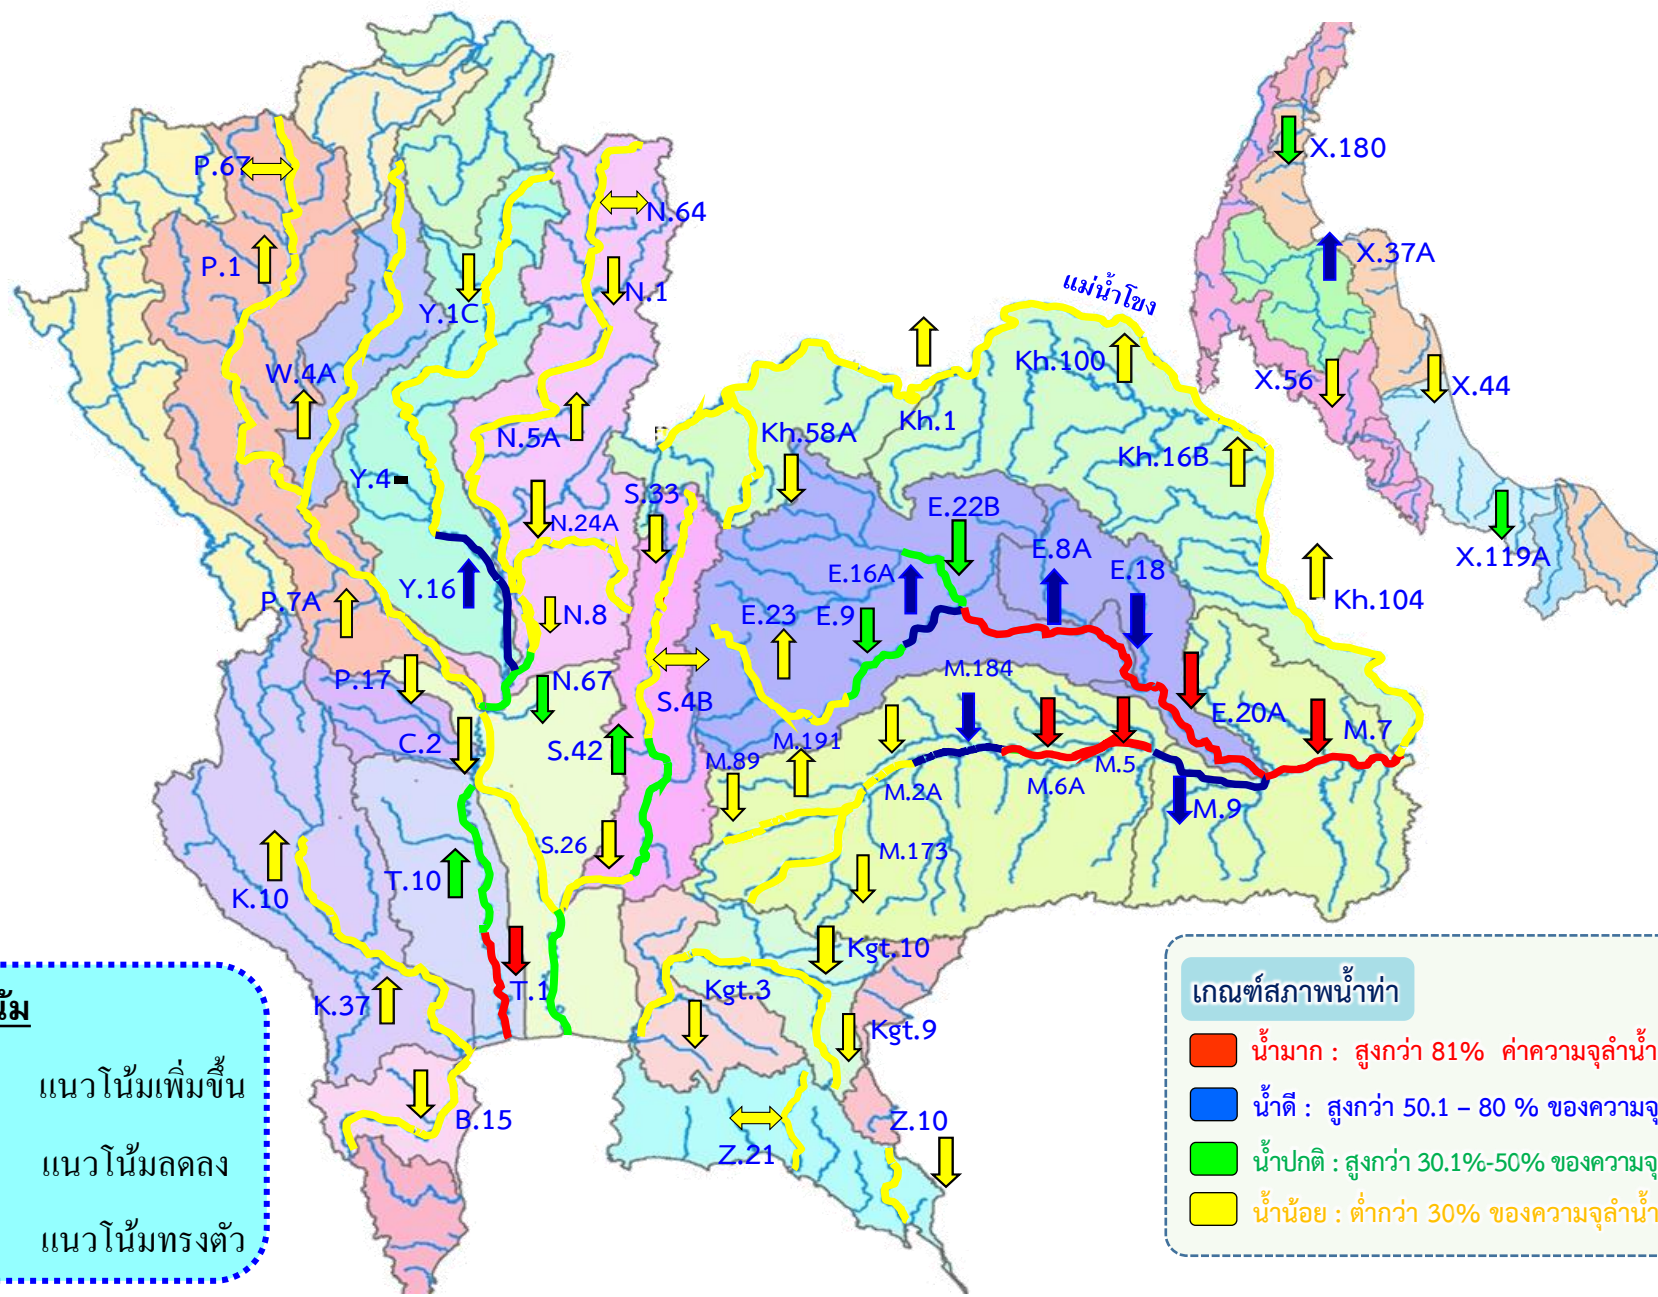 P.67
N.64
P.1
N.1
Y.1C
W.4A
N.5A
Y.4
N.24A
S.33
Y.16
P.7A
N.8
P.17
N.67
S.4B
C.2
S.42
S.26
T.10
K.10
T.1
K.37
B.15
แม่น้ำโขง
Kh.100
Kh.1
Kh.58A
Kh.16B
Kh.104
E.22B
E.8A
E.16A
E.18
E.23
E.9
M.184
E.20A
M.7
M.191
M.89
M.2A
M.6A
M.5
M.9
M.173
Kgt.10
Kgt.3
Kgt.9
Z.10
Z.21
X.180
X.37A
X.56
X.44
X.119A
แนวโน้มเพิ่มขึ้น
แนวโน้มลดลง
แนวโน้มทรงตัว
เกณฑ์สภาพน้ำท่า
น้ำมาก : สูงกว่า 81% ค่าความจุลำน้ำ
น้ำดี : สูงกว่า 50.1 – 80 % ของความจุ
น้ำปกติ : สูงกว่า 30.1%-50% ของความจุ
น้ำน้อย : ต่ำกว่า 30% ของความจุลำน้ำ